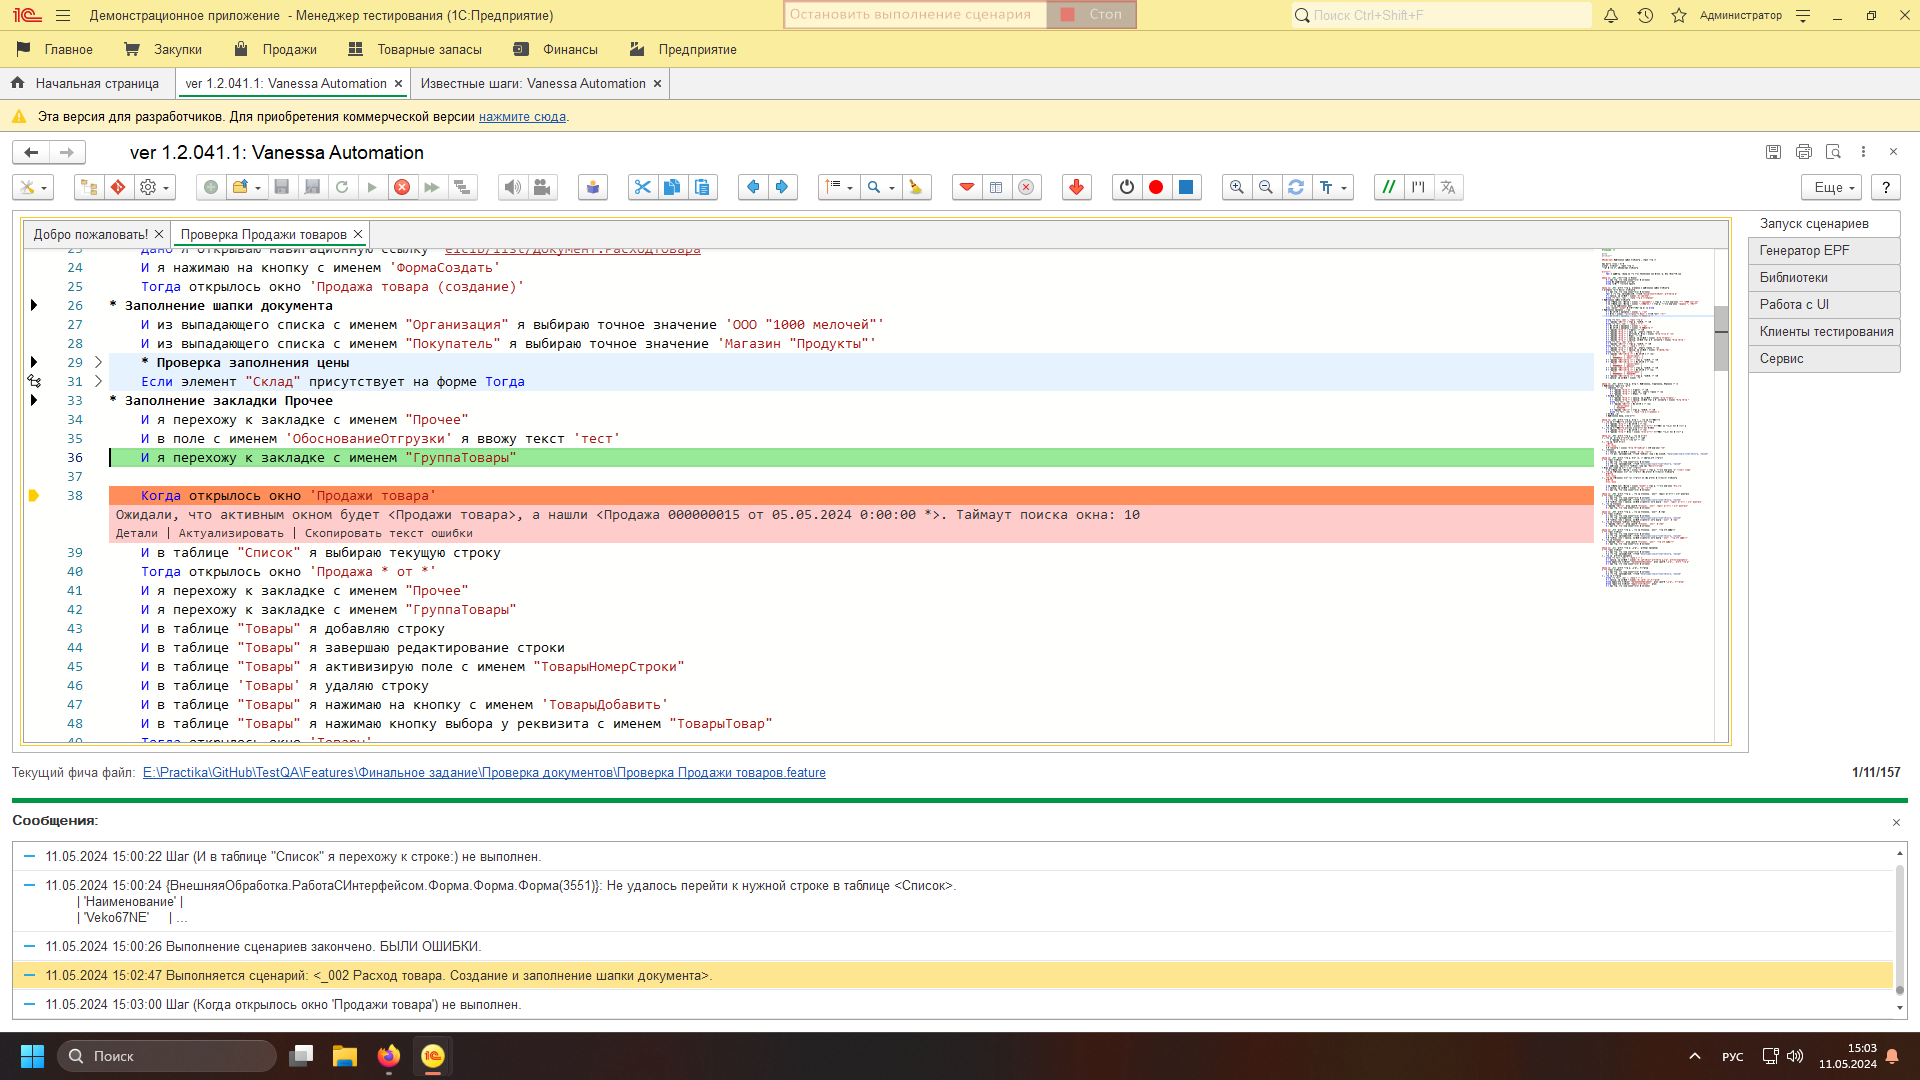 Демонстрационное приложение - Менеджер тестирования (1С:Предприятие)
Остановить выполнение сценария
Стоп
Поиск Ctrl+Shift+F
Администратор
Главное
Закупки
Продажи
Товарные запасы
Финансы
Предприятие
Начальная страница
ver 1.2.041.1: Vanessa Automation
Известные шаги: Vanessa Automation
Эта версия для разработчиков. Для приобретения коммерческой версии нажмите сюда.
ver 1.2.041.1: Vanessa Automation
Еще
?
Добро пожаловать!
Проверка Продажи товаров
Запуск сценариев
Генератор EPF
Библиотеки
Работа с UI
Клиенты тестирования
Сервис
24 И я нажимаю на кнопку с именем 'ФормаСоздать'
25 Тогда открылось окно 'Продажа товара (создание)'
26 * Заполнение шапки документа
27 И из выпадающего списка с именем "Организация" я выбираю точное значение 'ООО "1000 мелочей"'
28 И из выпадающего списка с именем "Покупатель" я выбираю точное значение 'Магазин "Продукты"'
29 * Проверка заполнения цены
31 Если элемент "Склад" присутствует на форме Тогда
33 * Заполнение закладки Прочее
34 И я перехожу к закладке с именем "Прочее"
35 И в поле с именем 'ОбоснованиеОтгрузки' я ввожу текст 'тест'
36 И я перехожу к закладке с именем "ГруппаТовары"
37
38 Когда открылось окно 'Продажи товара'
Ожидали, что активным окном будет <Продажи товара>, а нашли <Продажа 000000015 от 05.05.2024 0:00:00 *>. Таймаут поиска окна: 10
Детали | Актуализировать | Скопировать текст ошибки
39 И в таблице "Список" я выбираю текущую строку
40 Тогда открылось окно 'Продажа * от *'
41 И я перехожу к закладке с именем "Прочее"
42 И я перехожу к закладке с именем "ГруппаТовары"
43 И в таблице "Товары" я добавляю строку
44 И в таблице "Товары" я завершаю редактирование строки
45 И в таблице "Товары" я активизирую поле с именем "ТоварыНомерСтроки"
46 И в таблице 'Товары' я удаляю строку
47 И в таблице "Товары" я нажимаю на кнопку с именем 'ТоварыДобавить'
48 И в таблице "Товары" я нажимаю кнопку выбора у реквизита с именем "ТоварыТовар"
Текущий фича файл: E:\Practika\GitHub\TestQA\Features\Финальное задание\Проверка документов\Проверка Продажи товаров.feature
1/11/157
Сообщения:
11.05.2024 15:00:22 Шаг (И в таблице "Список" я перехожу к строке:) не выполнен.
11.05.2024 15:00:24 {ВнешняяОбработка.РаботаСИнтерфейсом.Форма.Форма.Форма(3551)}: Не удалось перейти к нужной строке в таблице <Список>.
| 'Наименование' |
| 'Veko67NE' | ...
11.05.2024 15:00:26 Выполнение сценариев закончено. БЫЛИ ОШИБКИ.
11.05.2024 15:02:47 Выполняется сценарий: <_002 Расход товара. Создание и заполнение шапки документа>.
11.05.2024 15:03:00 Шаг (Когда открылось окно 'Продажи товара') не выполнен.
Поиск
РУС
15:03
11.05.2024